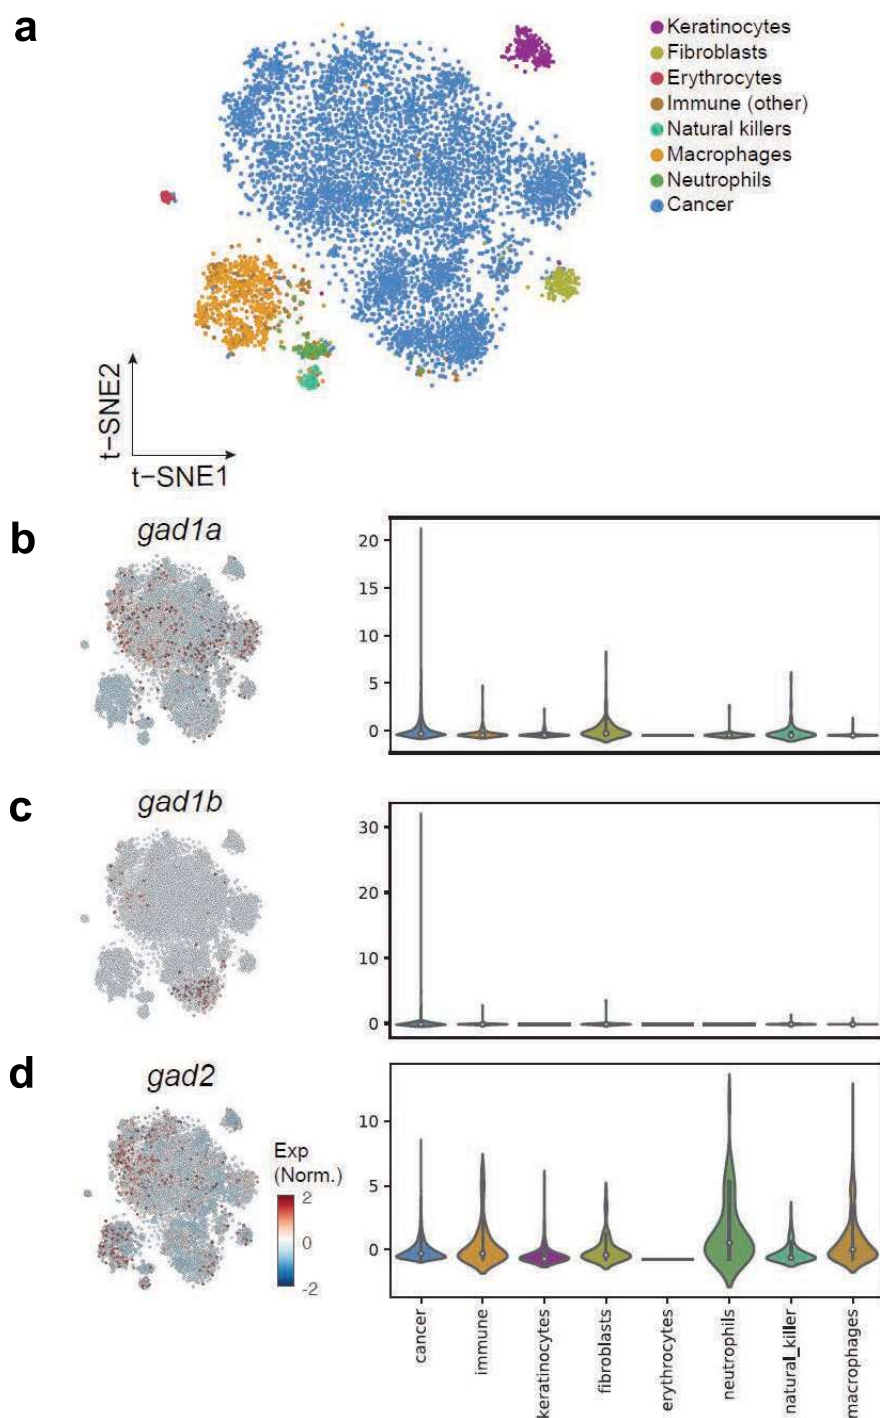 a
Keratinocytes
Fibroblasts
Erythrocytes
Immune (other)
Natural killers
Macrophages
Neutrophils
Cancer
t−SNE2
t−SNE1
b
gad1a
20
15
10
5
0
c
gad1b
30
20
10
0
d
gad2
Exp
(Norm.)
2
0
-2
10
5
0
cancer
immune
keratinocytes
fibroblasts
erythrocytes
neutrophils
natural_killer
macrophages